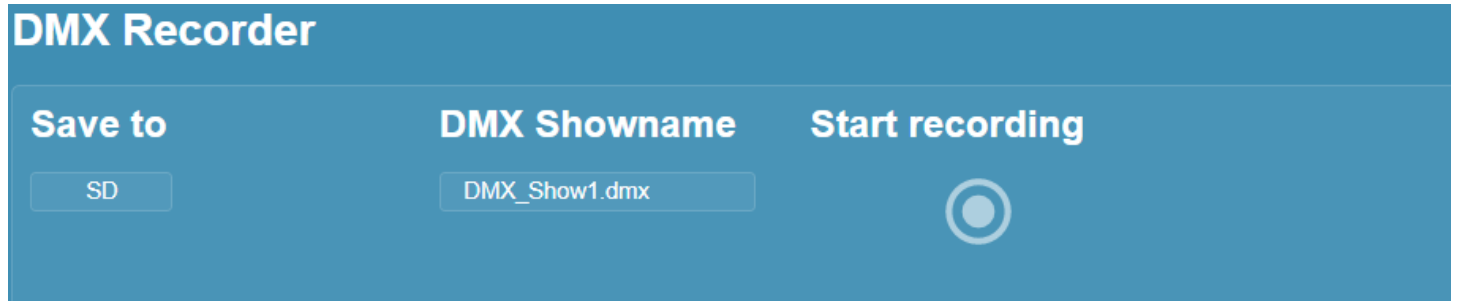 DMX Recorder
Save to
DMX Showname
Start recording
SD
DMX_Show1.dmx